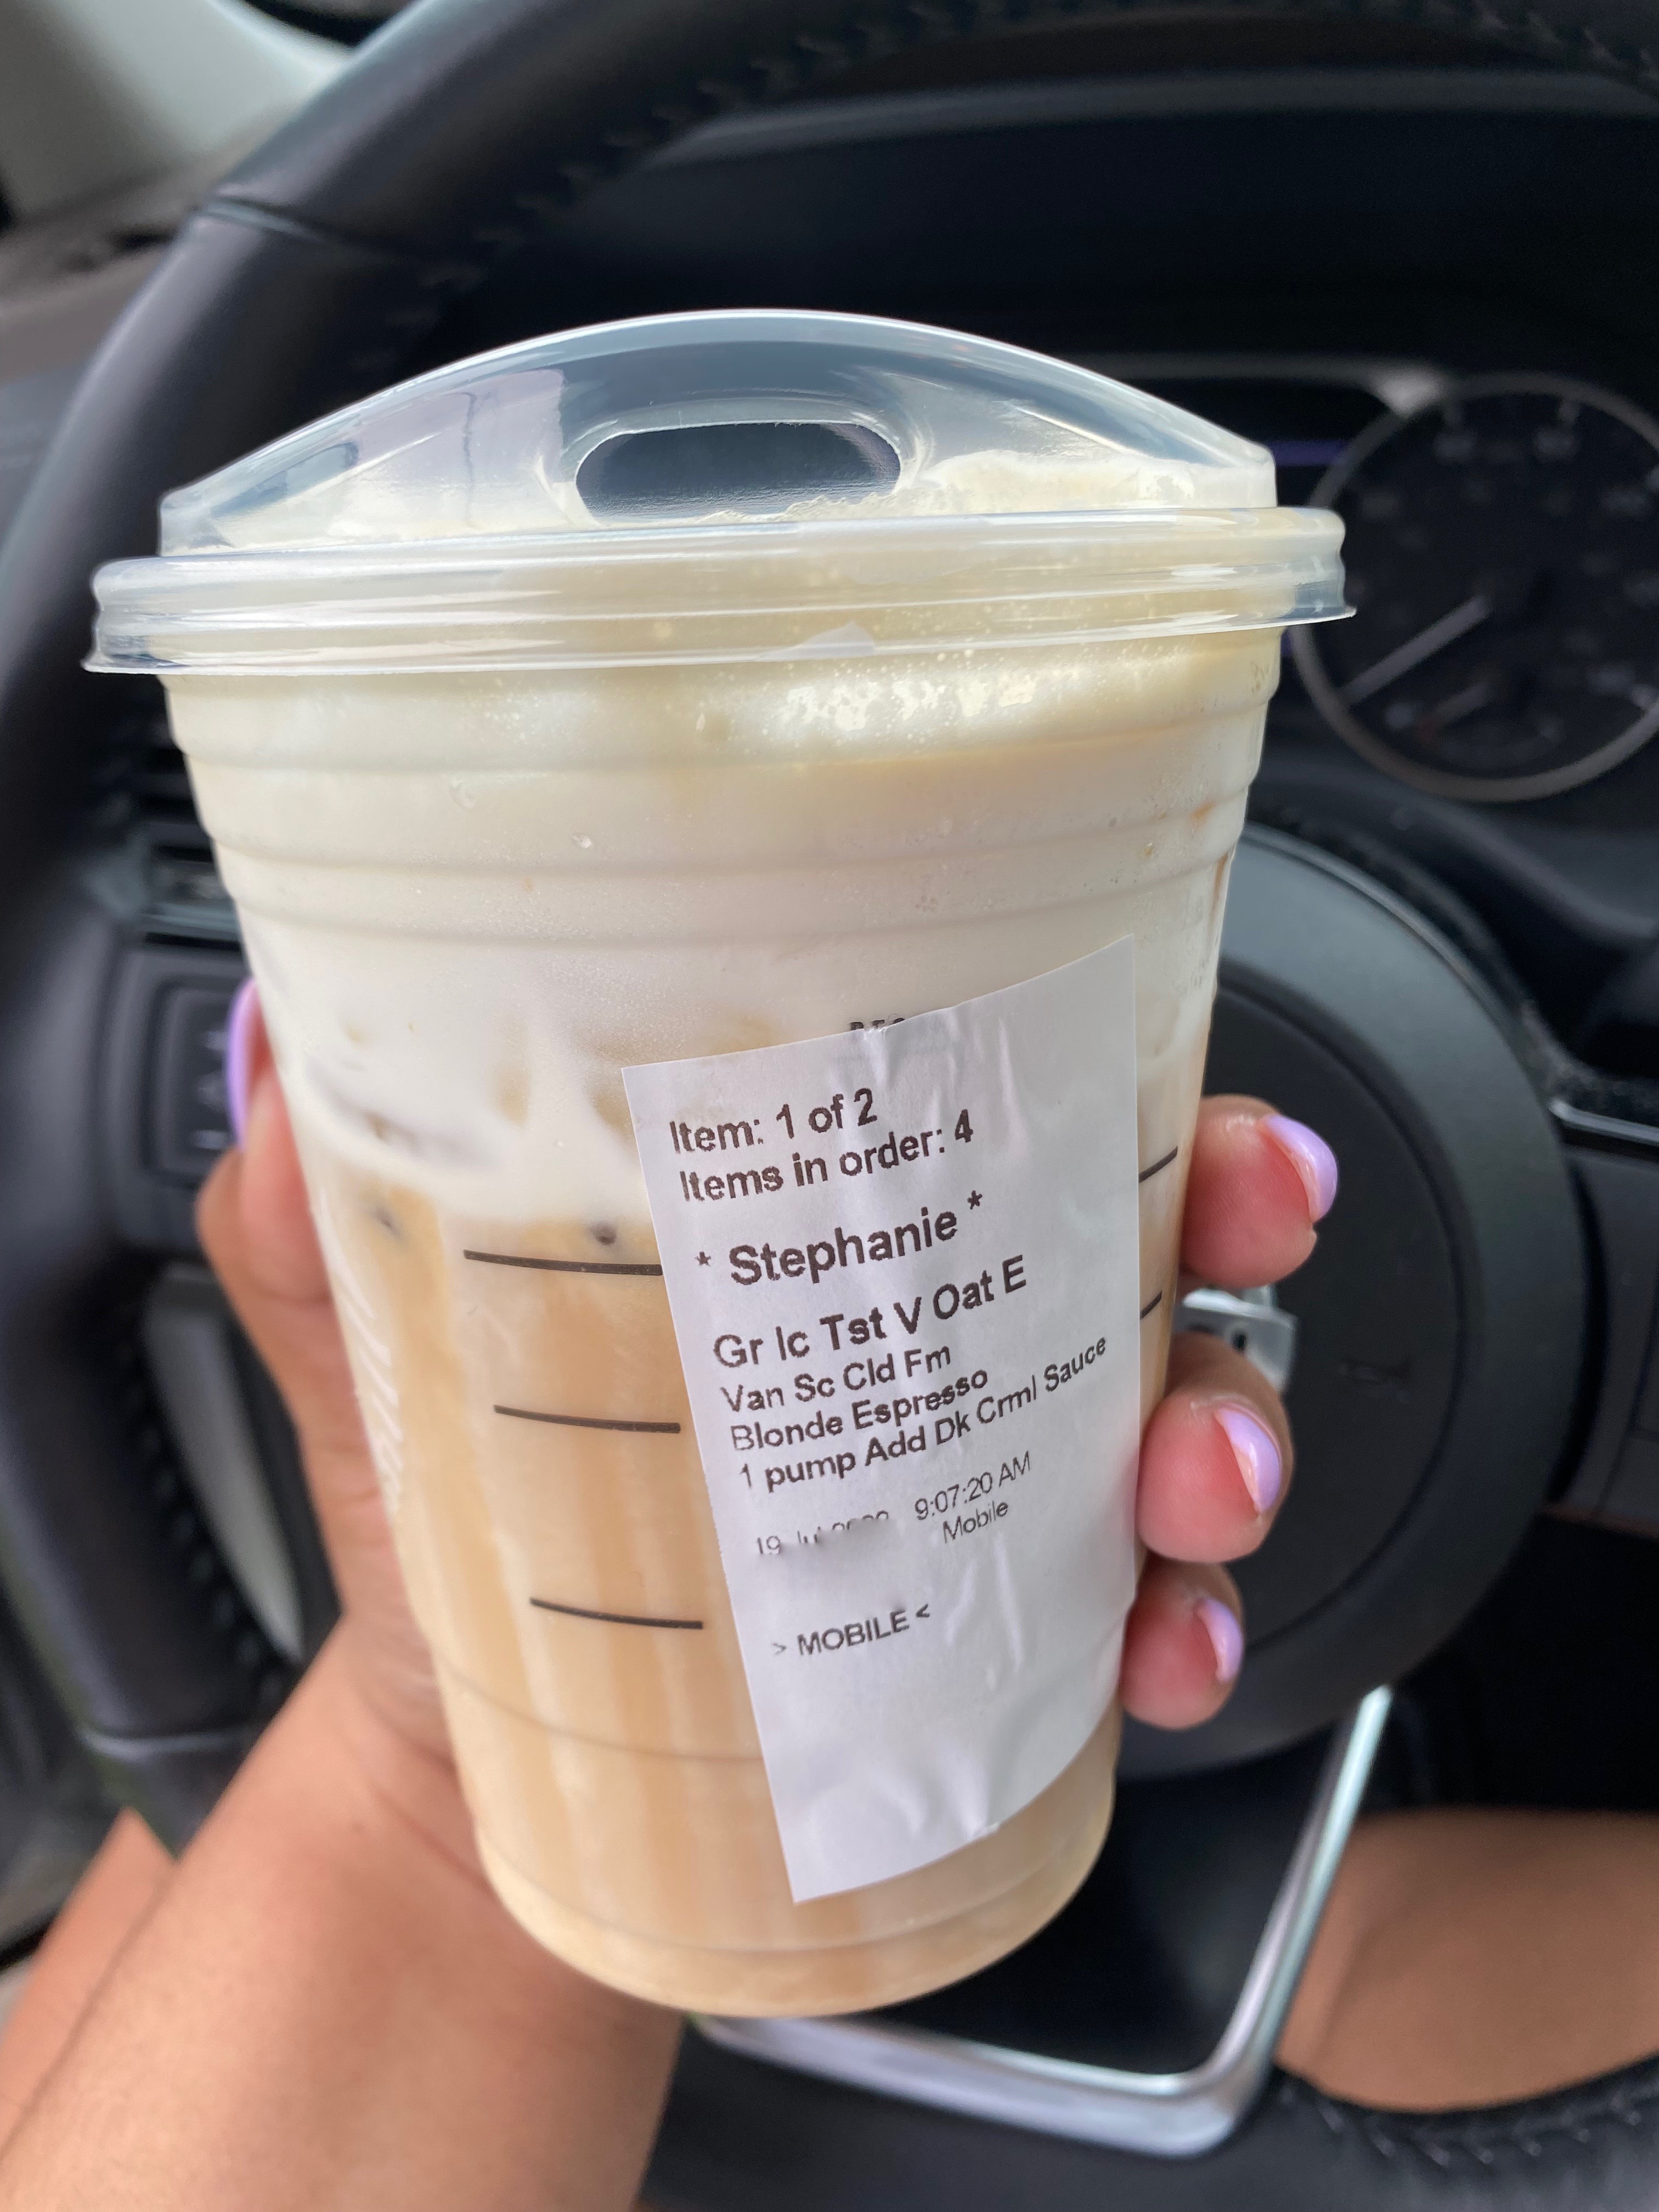 Item: 1 of 2
Items in order: 4
* Stephanie *
Gr Ic Tst V Oat E
Van Sc Cld Fm
Blonde Espresso
1 pump Add Dk Crml Sauce
19 9:07:20 AM
Mobile
> MOBILE <